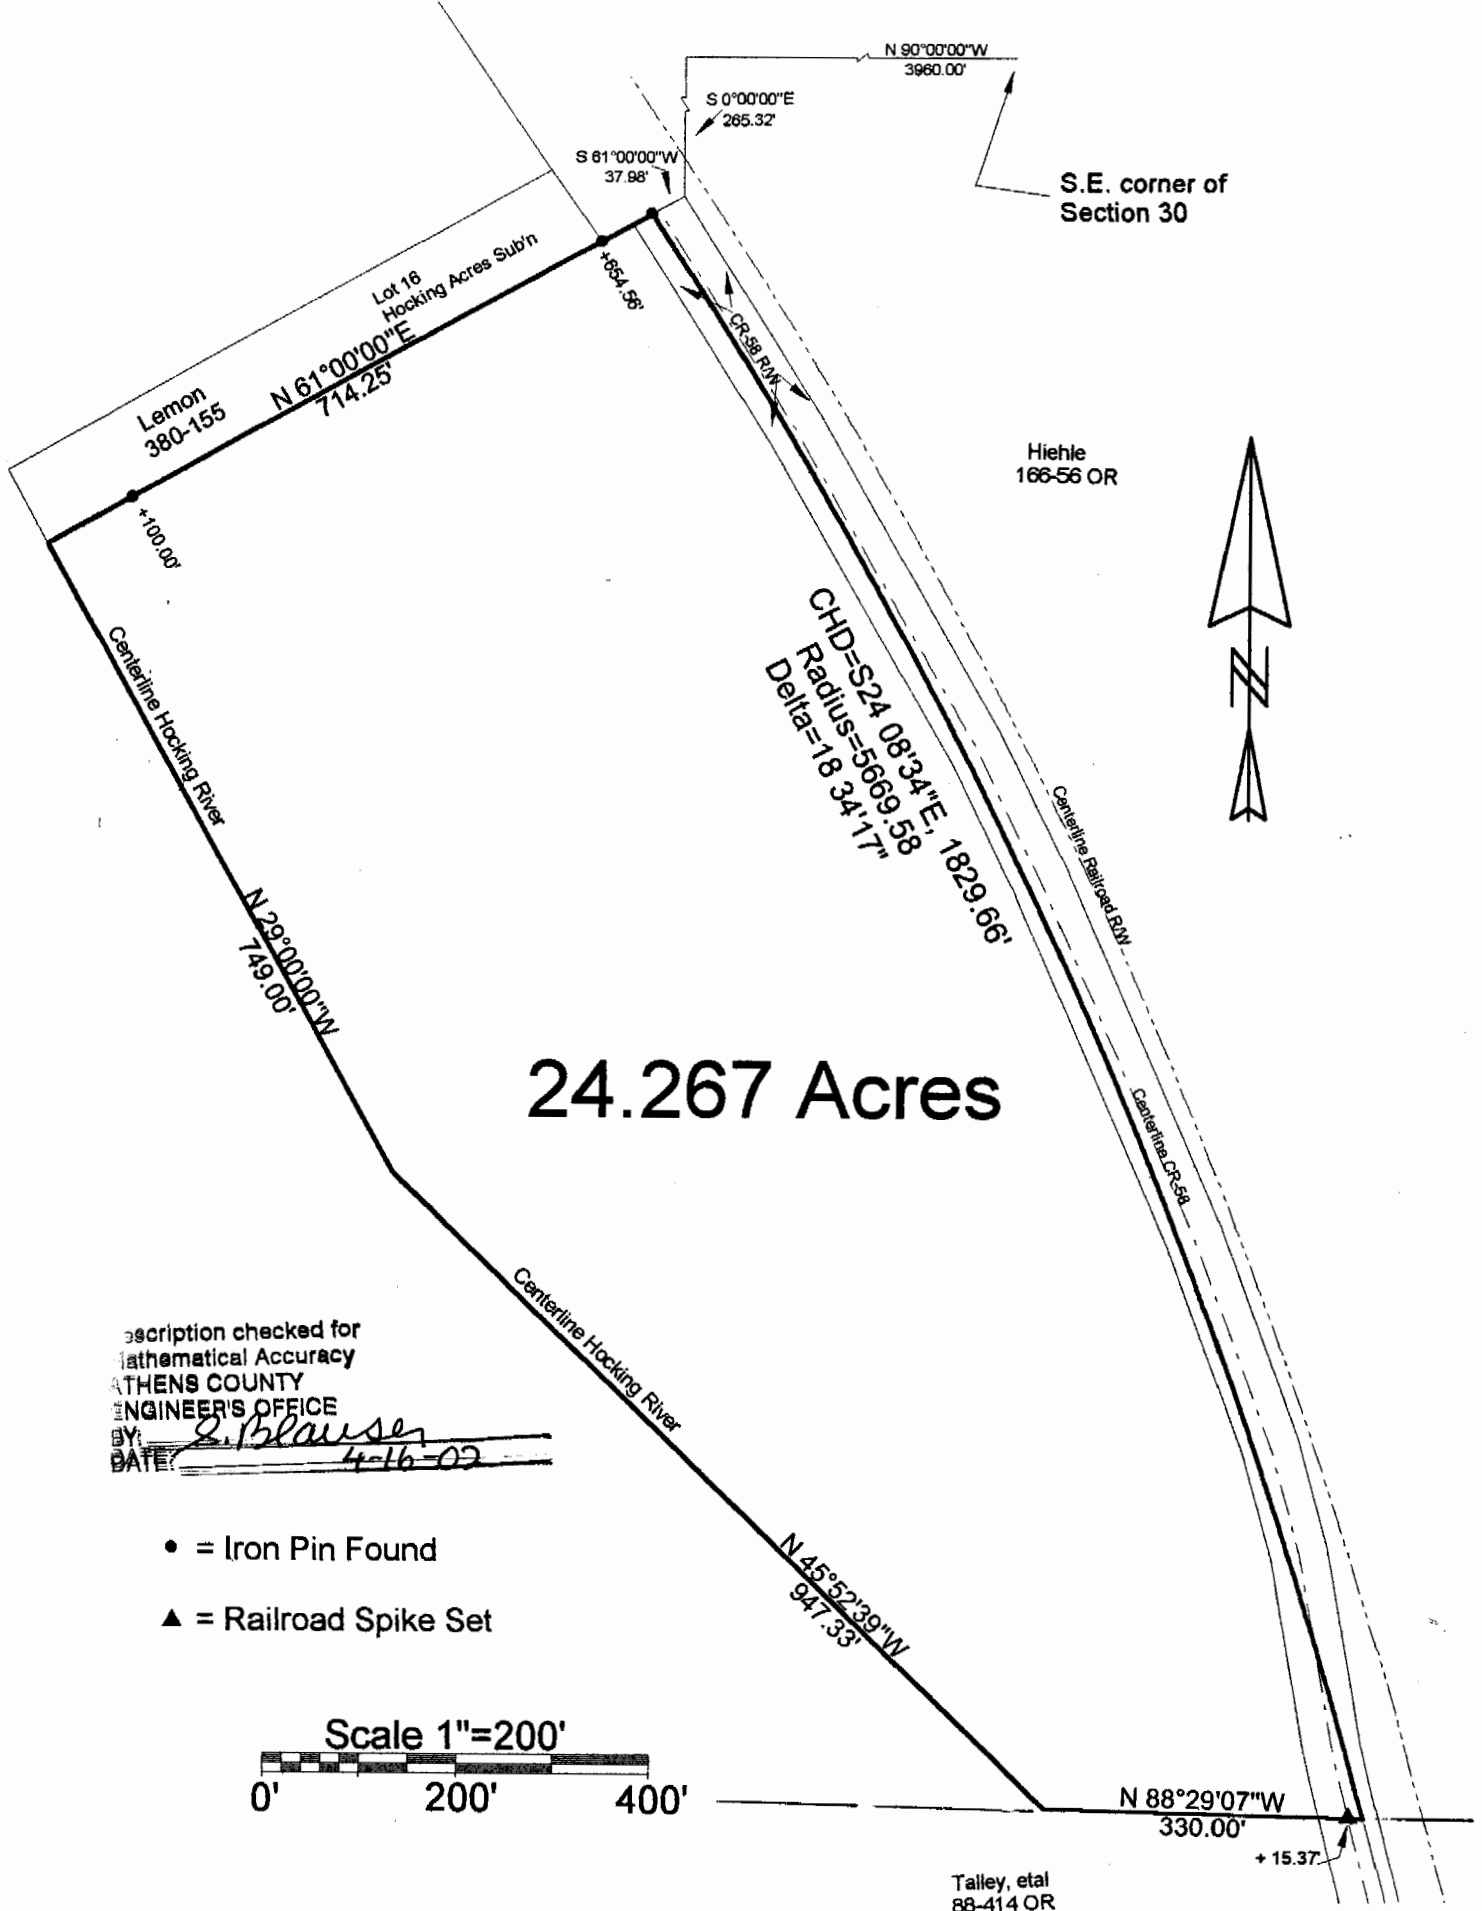 N 90°00'00"W
3960.00'
S 0°00'00"E
265.32'
S 61°00'00"W
37.98'
S.E. corner of
Section 30
Lot 16
Hocking Acres Sub'n
+654.56'
N 61°00'00"E
714.25'
Lemon
380-155
CR-58 R/W
+100.00'
Hiehle
166-56 OR
N
Centerline Hocking River
CHD=S24 08'34"E, 1829.66'
Radius=5669.58
Delta=18 34'17"
Centerline Railroad R/W
N 29°00'00"W
749.00'
24.267 Acres
Centerline CR-58
Centerline Hocking River
escription checked for
athematical Accuracy
ATHENS COUNTY
ENGINEER'S OFFICE
BY: S. Blauser
DATE: 4-16-02
N 45°52'39"W
947.33'
● = Iron Pin Found
▲ = Railroad Spike Set
Scale 1"=200'
0' 200' 400'
N 88°29'07"W
330.00'
+ 15.37'
Talley, etal
88-414 OR